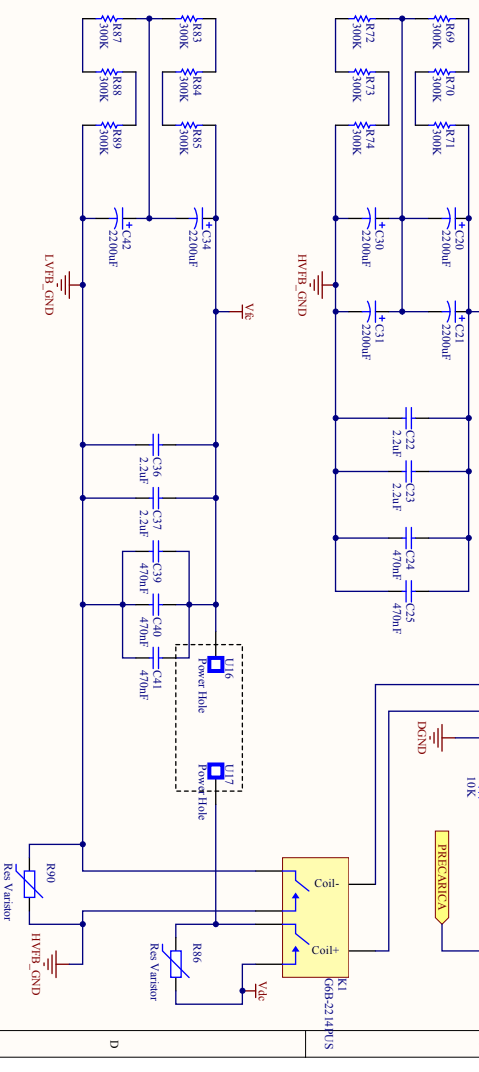 R87
300K
R83
300K
R72
300K
R69
300K
R88
300K
R84
300K
R73
300K
R70
300K
R89
300K
R85
300K
R74
300K
R71
300K
C42
2200uF
C34
2200uF
C30
2200uF
C20
2200uF
LVFB_GND
HVFB_GND
Vfc
C31
2200uF
C21
2200uF
C22
2.2uF
C23
2.2uF
C24
470nF
C25
470nF
C36
2.2uF
C37
2.2uF
C39
470nF
C40
470nF
C41
470nF
U16
Power Hole
U17
Power Hole
DGND
10K
PRECARICA
R90
Res Varistor
HVFB_GND
R86
Res Varistor
Vdc
Coil-
Coil+
K1
G6B-2214PUS
D